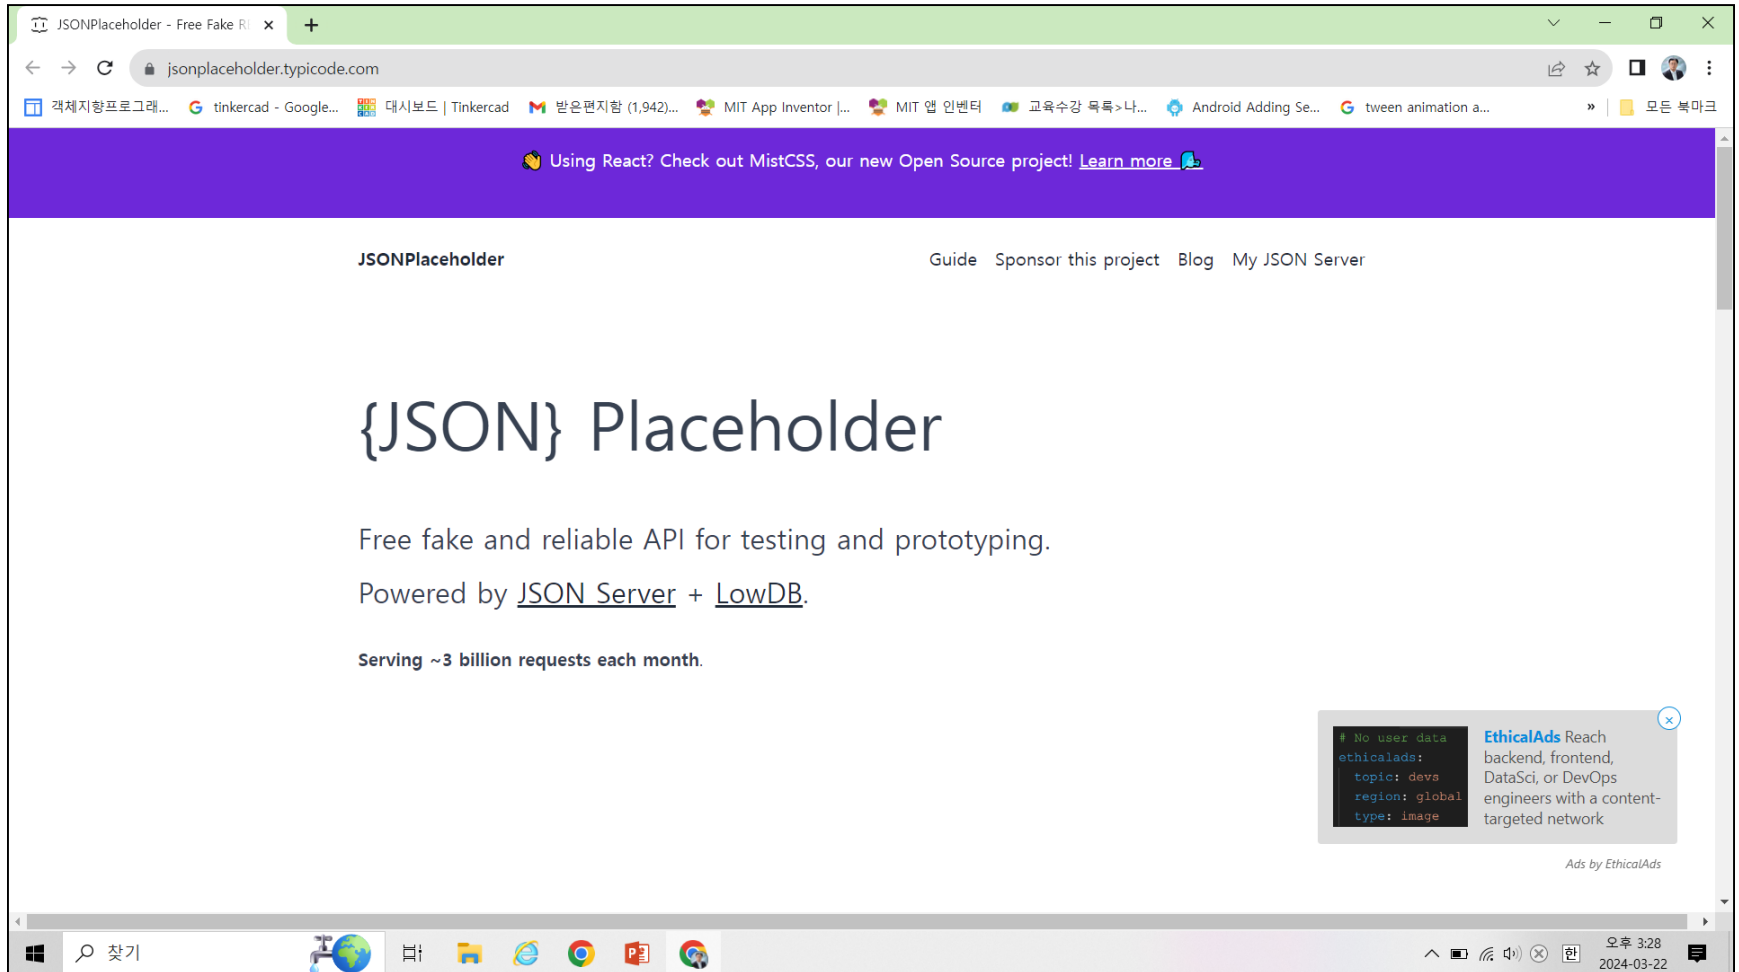 JSONPlaceholder - Free Fake R
jsonplaceholder.typicode.com
객체지향프로그래...
tinkercad - Google...
대시보드 | Tinkercad
받은편지함 (1,942)...
MIT App Inventor |...
MIT 앱 인벤터
교육수강 목록>나...
Android Adding Se...
tween animation a...
»
모든 북마크
Using React? Check out MistCSS, our new Open Source project! Learn more
JSONPlaceholder
Guide Sponsor this project Blog My JSON Server
{JSON} Placeholder
Free fake and reliable API for testing and prototyping.
Powered by JSON Server + LowDB.
Serving ~3 billion requests each month.
# No user data
ethicalads:
topic: devs
region: global
type: image
EthicalAds Reach
backend, frontend,
DataSci, or DevOps
engineers with a content-
targeted network
Ads by EthicalAds
찾기
한
오후 3:28
2024-03-22